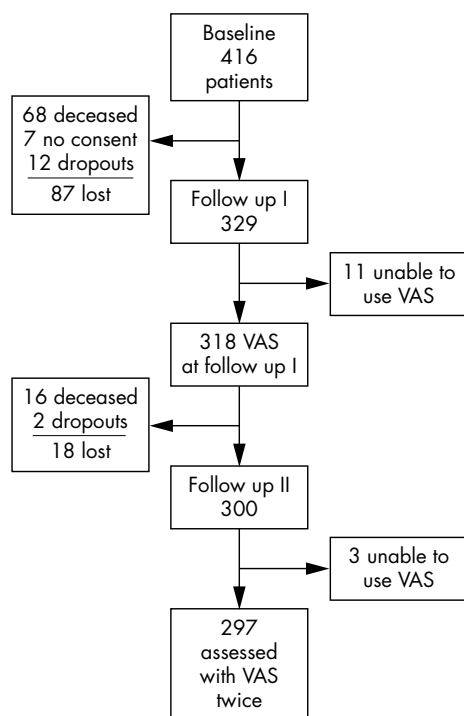 Baseline
416
patients
68 deceased
7 no consent
12 dropouts
87 lost
Follow up I
329
11 unable to
use VAS
318 VAS
at follow up I
16 deceased
2 dropouts
18 lost
Follow up II
300
3 unable to
use VAS
297
assessed
with VAS
twice